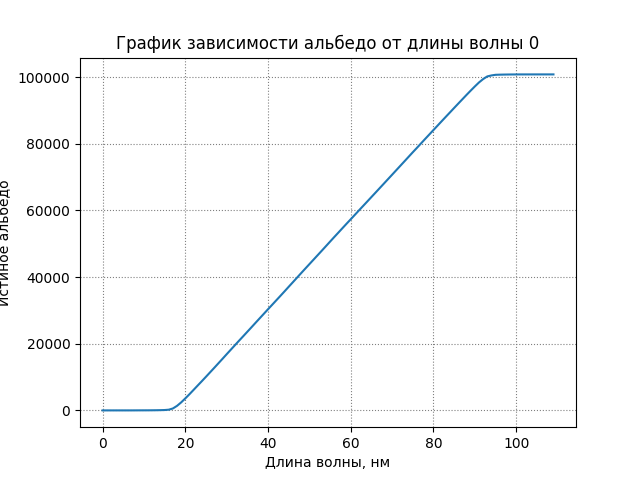 График зависимости альбедо от длины волны 0
100000
80000
60000
40000
20000
0
Истиное альбедо
0 20 40 60 80 100
Длина волны, нм